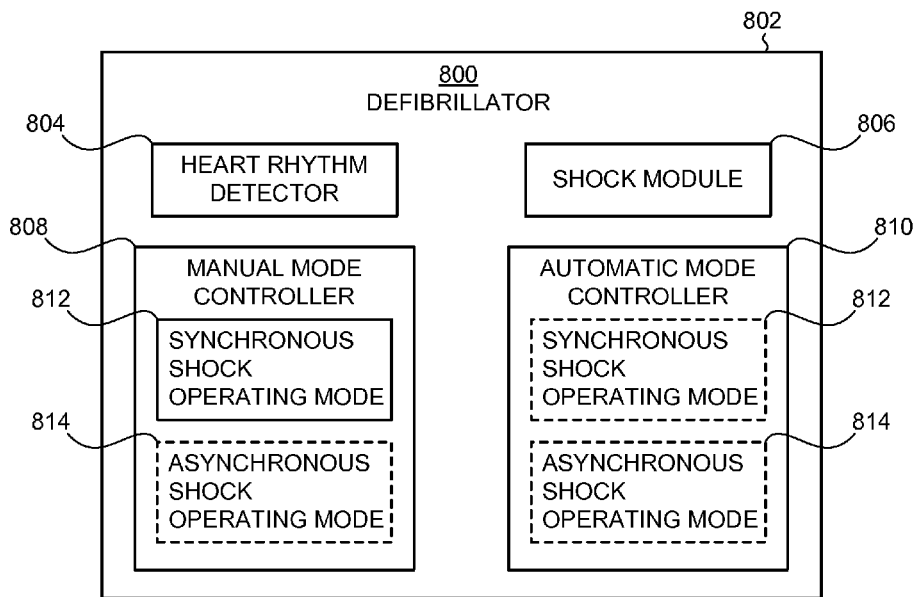 802
800
DEFIBRILLATOR
804
806
HEART RHYTHM
DETECTOR
SHOCK MODULE
808
810
MANUAL MODE
CONTROLLER
AUTOMATIC MODE
CONTROLLER
812
812
SYNCHRONOUS
SHOCK
OPERATING MODE
SYNCHRONOUS
SHOCK
OPERATING MODE
814
814
ASYNCHRONOUS
SHOCK
OPERATING MODE
ASYNCHRONOUS
SHOCK
OPERATING MODE